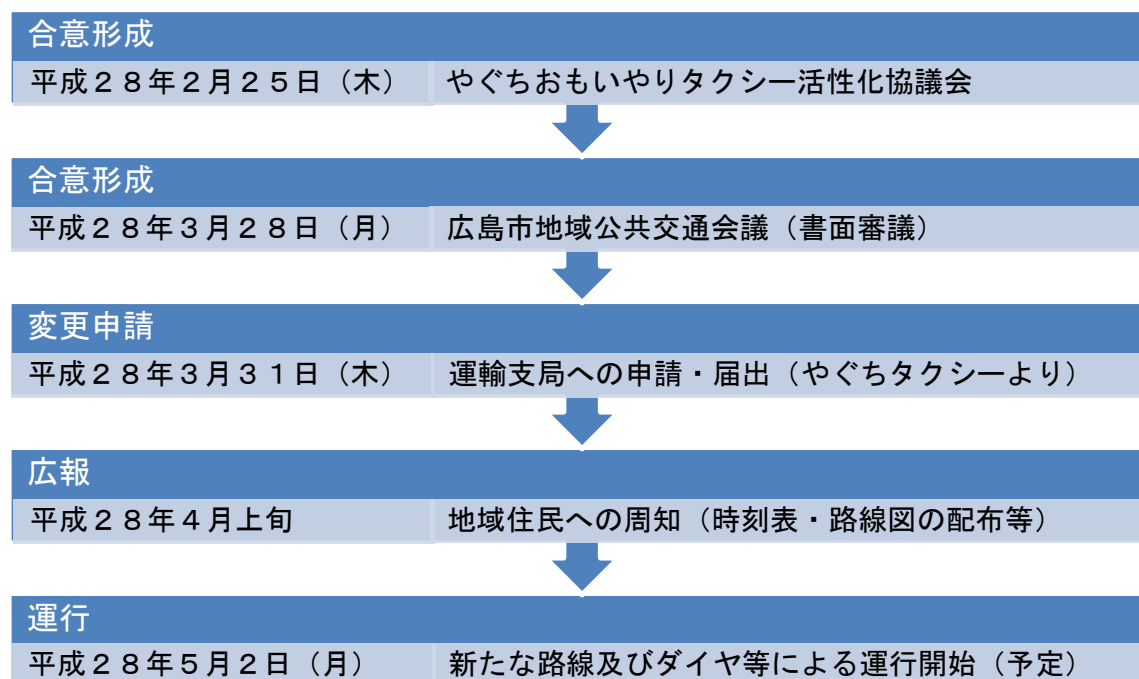 合意形成
平成２８年２月２５日（木） やぐちおもいやりタクシー活性化協議会
合意形成
平成２８年３月２８日（月） 広島市地域公共交通会議（書面審議）
変更申請
平成２８年３月３１日（木） 運輸支局への申請・届出（やぐちタクシーより）
広報
平成２８年４月上旬 地域住民への周知（時刻表・路線図の配布等）
運行
平成２８年５月２日（月） 新たな路線及びダイヤ等による運行開始（予定）